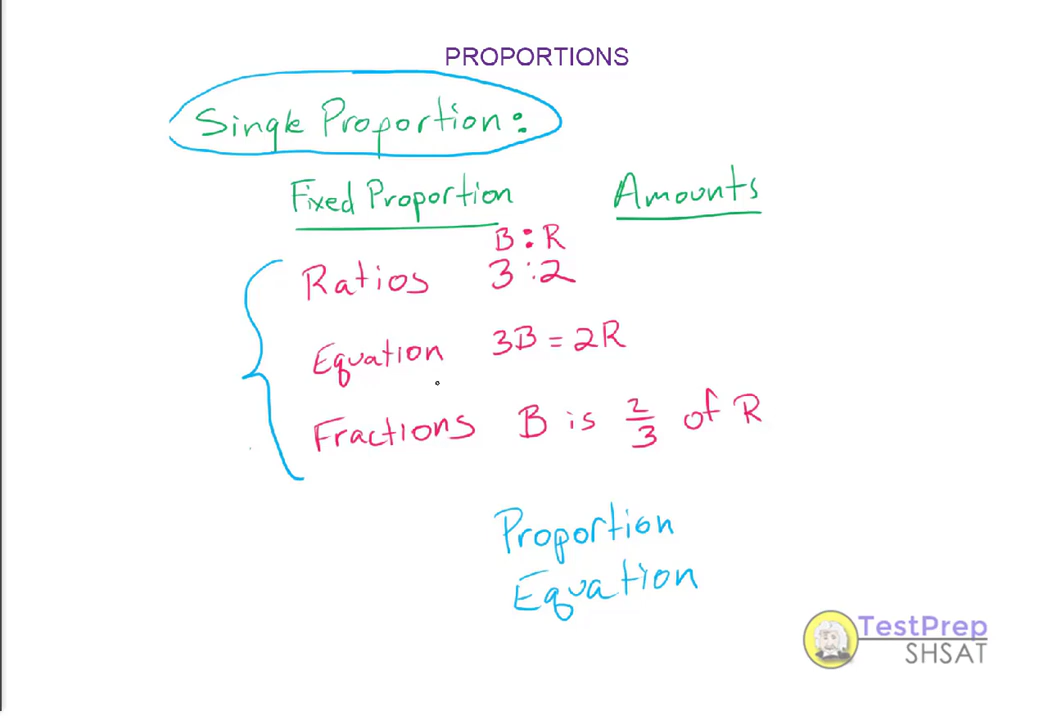 PROPORTIONS
Single Proportion:
Fixed Proportion Amounts
B : R
Ratios 3 : 2
Equation 3B = 2R
Fractions B is 2/3 of R
Proportion
Equation
TestPrep
SHSAT